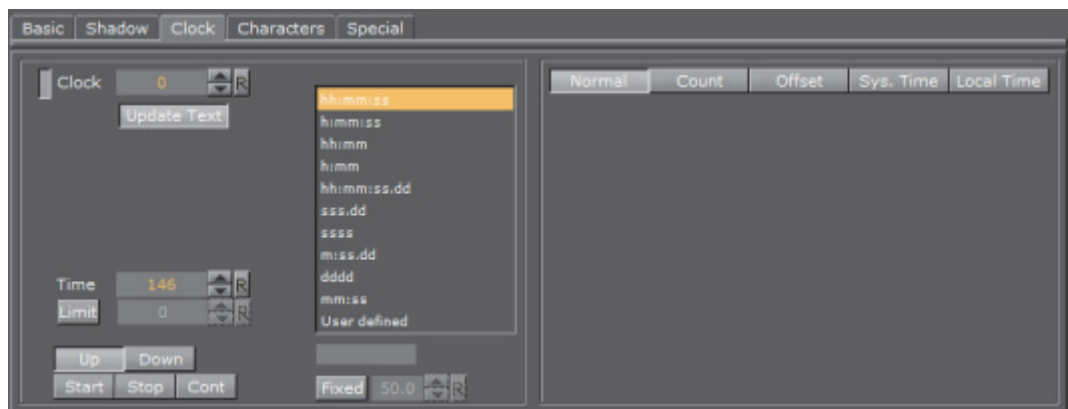 Basic Shadow Clock Characters Special
Clock 0 R
Update Text
hh:mm:ss
h:mm:ss
hh:mm
h:mm
hh:mm:ss.dd
sss.dd
ssss
m:ss.dd
dddd
mm:ss
User defined
Time 146 R
Limit 0 R
Up Down
Start Stop Cont
Fixed 50.0 R
Normal Count Offset Sys. Time Local Time